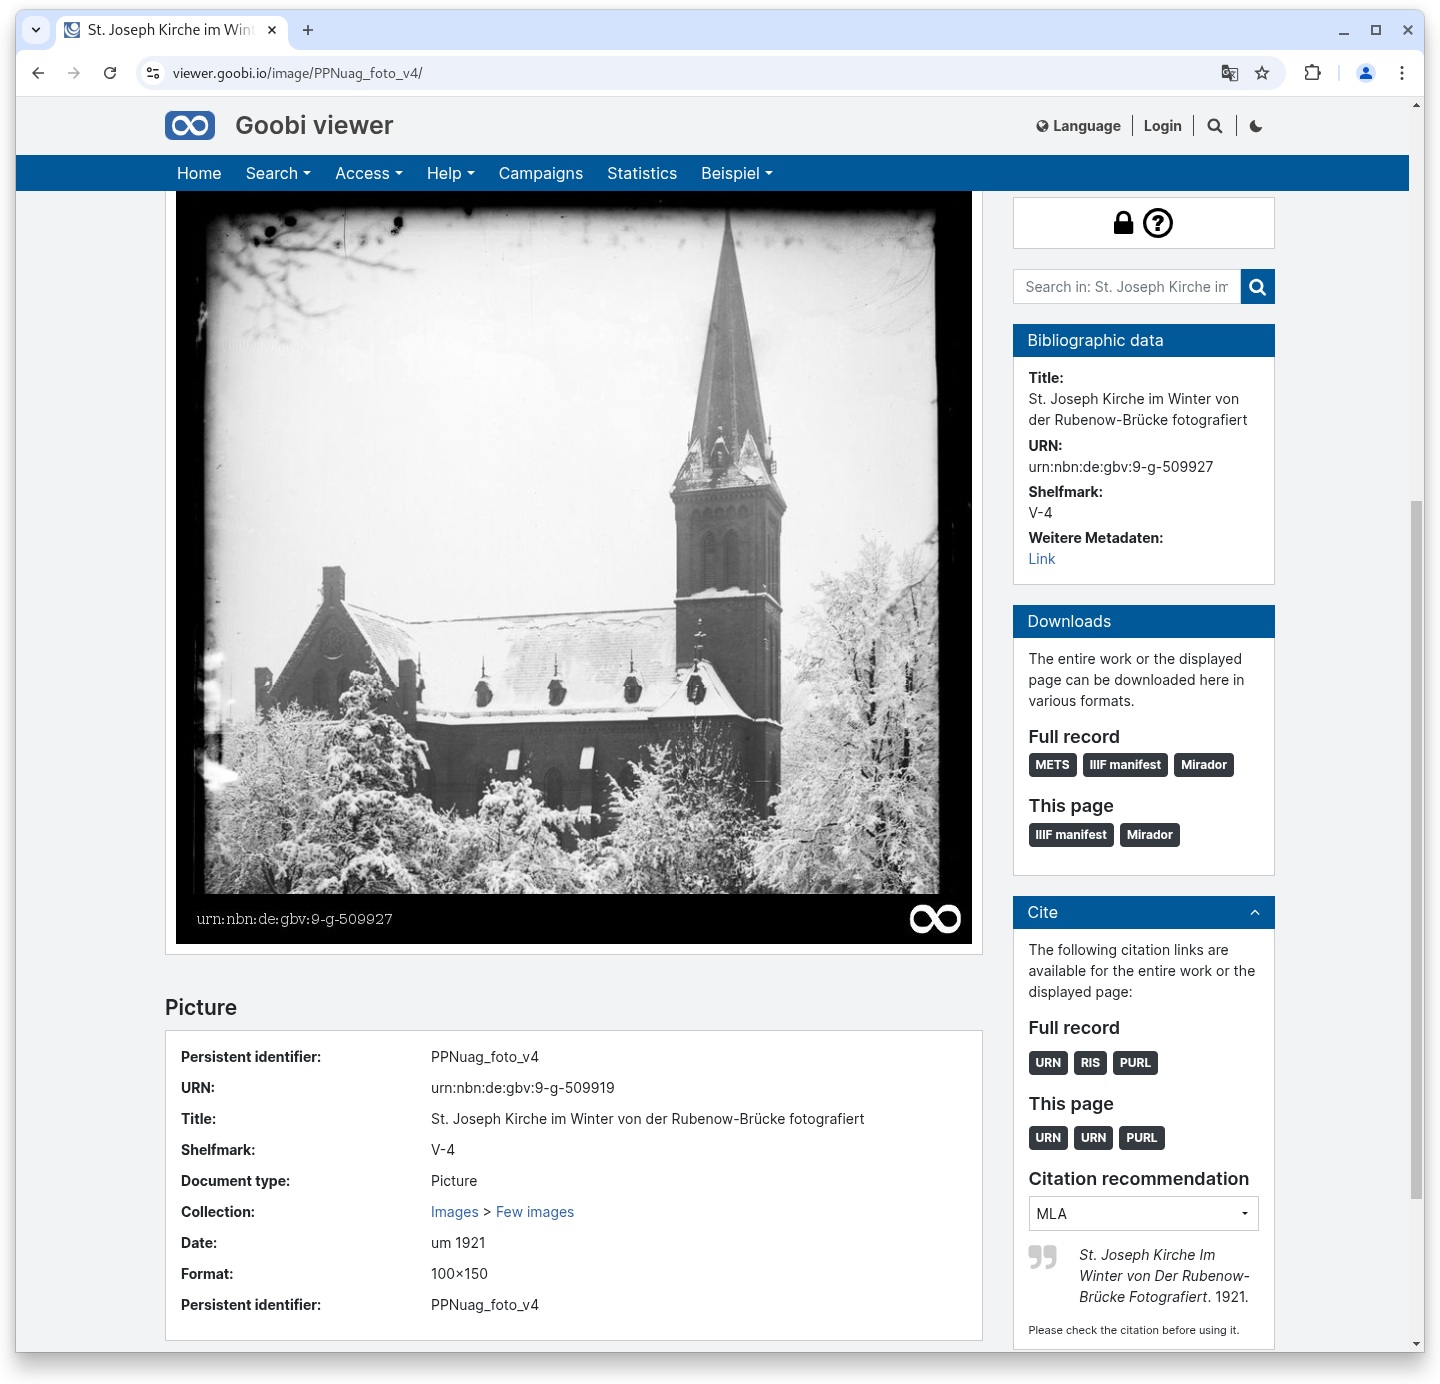 St. Joseph Kirche im Wint
viewer.goobi.io/image/PPNuag_foto_v4/
Goobi viewer
Language
Login
Home
Search
Access
Help
Campaigns
Statistics
Beispiel
urn:nbn:de:gbv:9-g-509927
Picture
Persistent identifier: PPNuag_foto_v4
URN: urn:nbn:de:gbv:9-g-509919
Title: St. Joseph Kirche im Winter von der Rubenow-Brücke fotografiert
Shelfmark: V-4
Document type: Picture
Collection: Images > Few images
Date: um 1921
Format: 100×150
Persistent identifier: PPNuag_foto_v4
Search in: St. Joseph Kirche im
Bibliographic data
Title:
St. Joseph Kirche im Winter von
der Rubenow-Brücke fotografiert
URN:
urn:nbn:de:gbv:9-g-509927
Shelfmark:
V-4
Weitere Metadaten:
Link
Downloads
The entire work or the displayed
page can be downloaded here in
various formats.
Full record
METS IIIF manifest Mirador
This page
IIIF manifest Mirador
Cite
The following citation links are
available for the entire work or the
displayed page:
Full record
URN RIS PURL
This page
URN URN PURL
Citation recommendation
MLA
St. Joseph Kirche Im
Winter von Der Rubenow-
Brücke Fotografiert. 1921.
Please check the citation before using it.